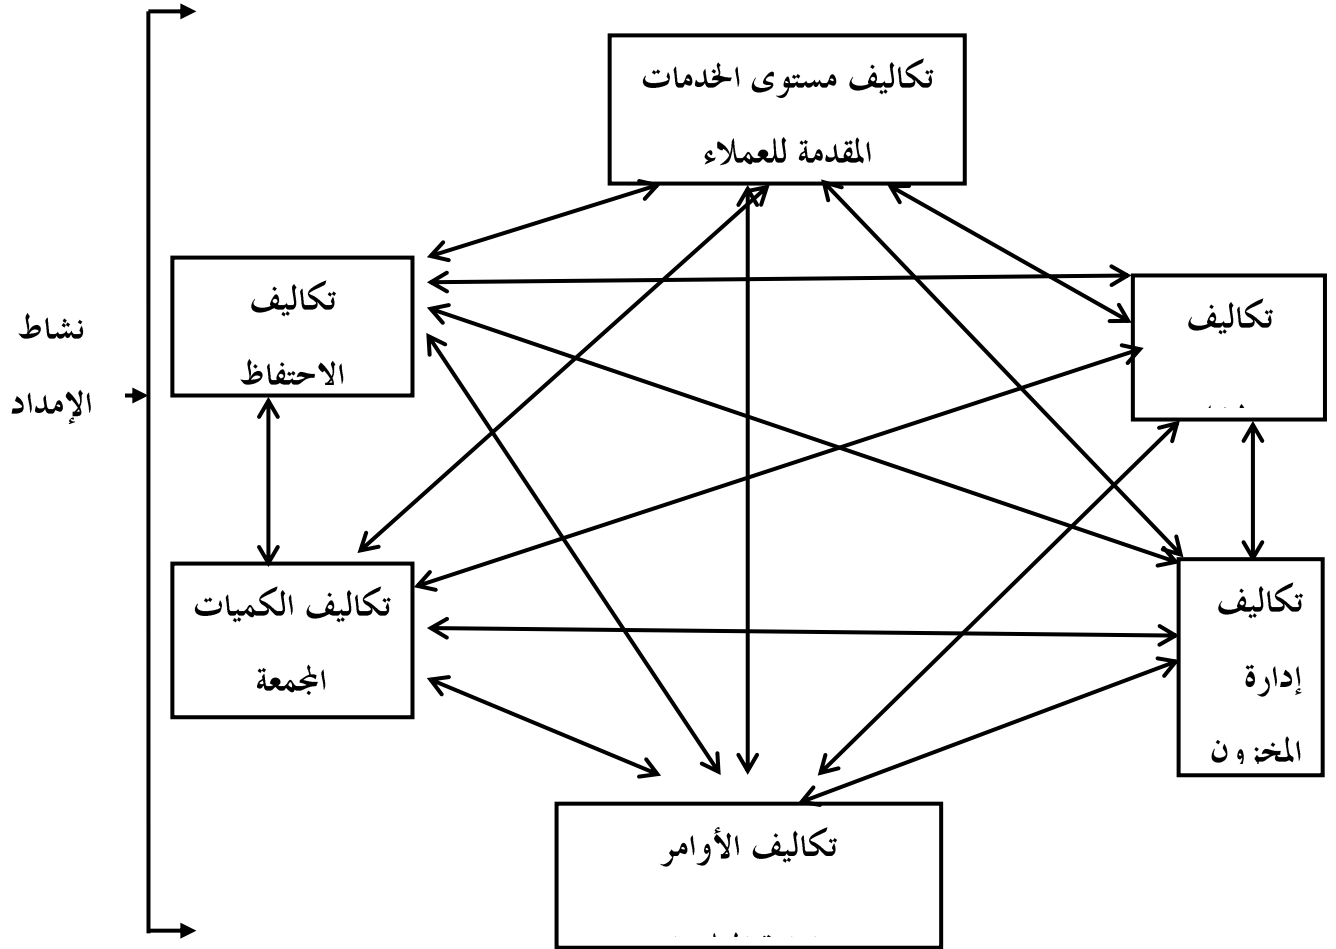 تكاليف مستوى الخدمات
المقدمة للعملاء
تكاليف
تكاليف
الاحتفاظ
نشاط
الإمداد
تكاليف
إدارة
المخزون
تكاليف الكميات
المجمعة
تكاليف الأوامر